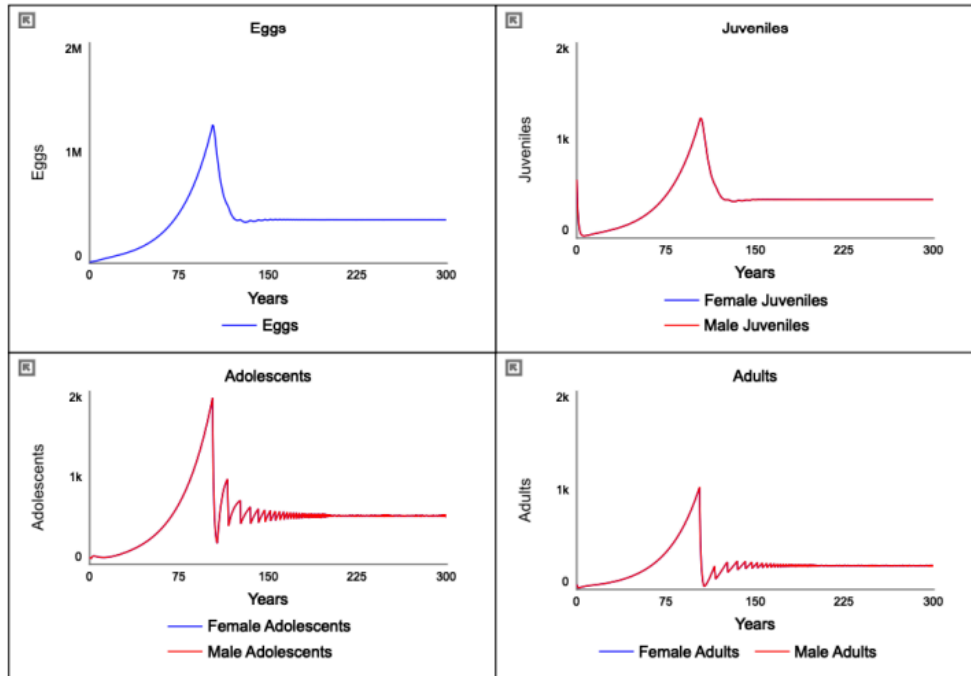 Eggs
2M
1M
0
Eggs
0 75 150 225 300
Years
Eggs
Juveniles
2k
1k
0
Juveniles
0 75 150 225 300
Years
Female Juveniles
Male Juveniles
Adolescents
2k
1k
0
Adolescents
0 75 150 225 300
Years
Female Adolescents
Male Adolescents
Adults
2k
1k
0
Adults
0 75 150 225 300
Years
Female Adults Male Adults